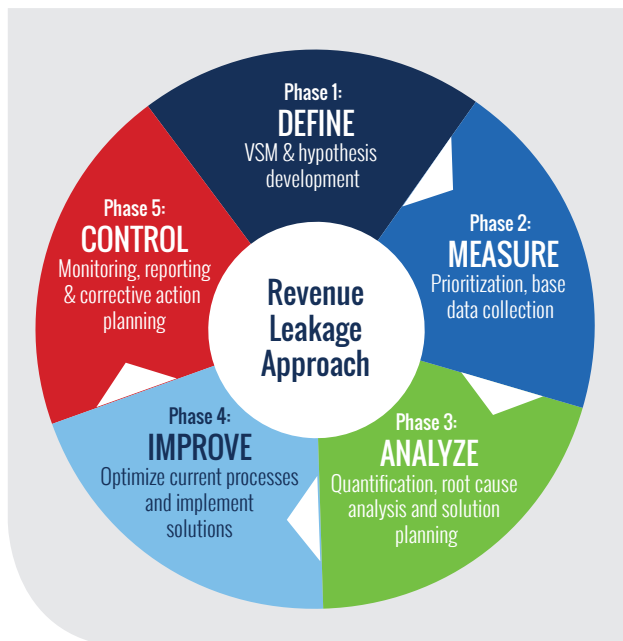 Phase 1:
DEFINE
VSM & hypothesis
development
Phase 2:
MEASURE
Prioritization, base
data collection
Phase 3:
ANALYZE
Quantification, root cause
analysis and solution
planning
Phase 4:
IMPROVE
Optimize current processes
and implement
solutions
Phase 5:
CONTROL
Monitoring, reporting
& corrective action
planning
Revenue
Leakage
Approach